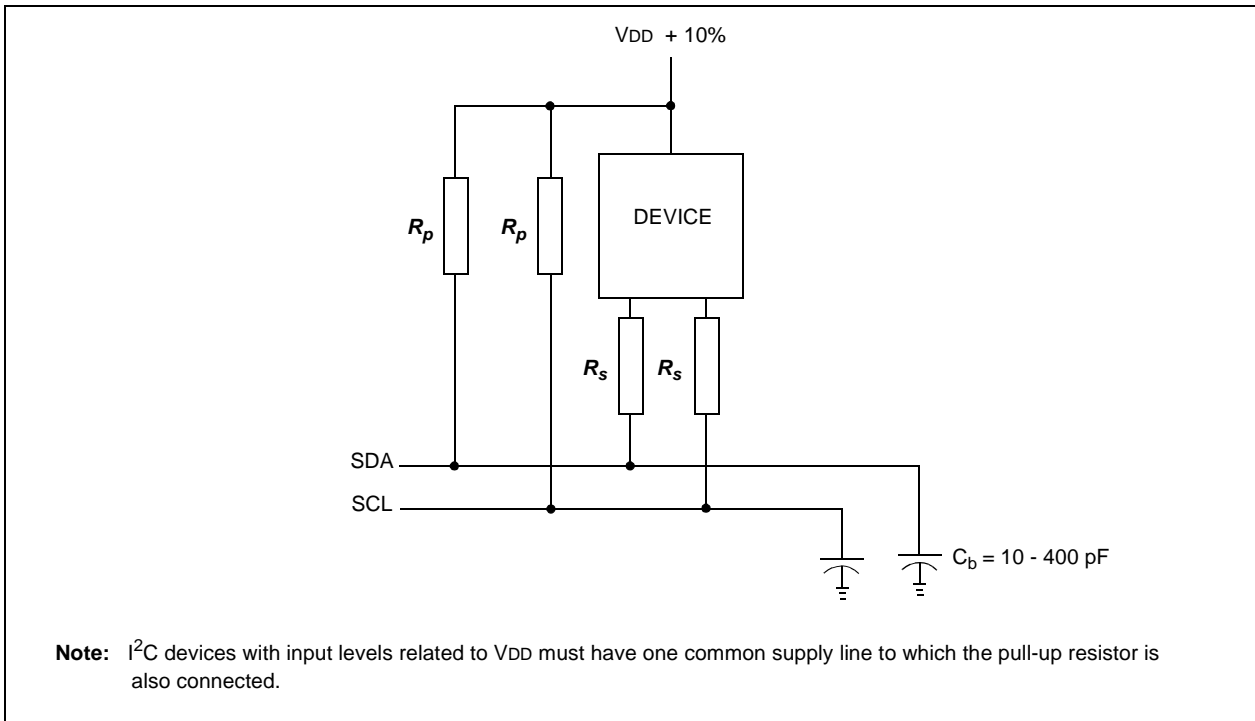 VDD + 10%
DEVICE
Rp
Rp
Rs
Rs
SDA
SCL
Cb = 10 - 400 pF
Note: I2C devices with input levels related to VDD must have one common supply line to which the pull-up resistor is
also connected.